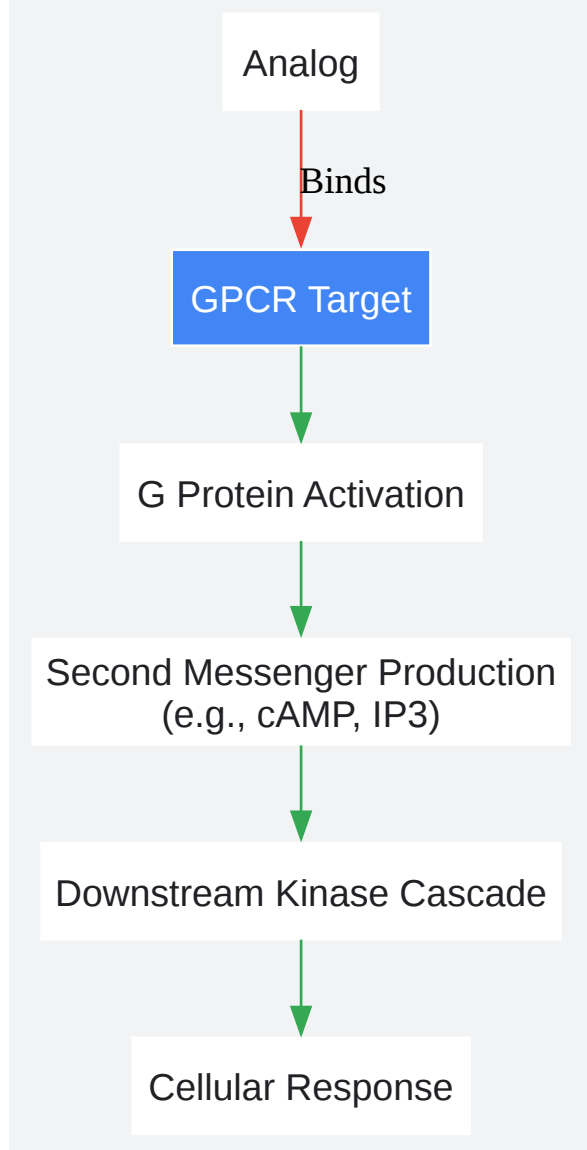 Analog
Binds
GPCR Target
G Protein Activation
Second Messenger Production
(e.g., cAMP, IP3)
Downstream Kinase Cascade
Cellular Response